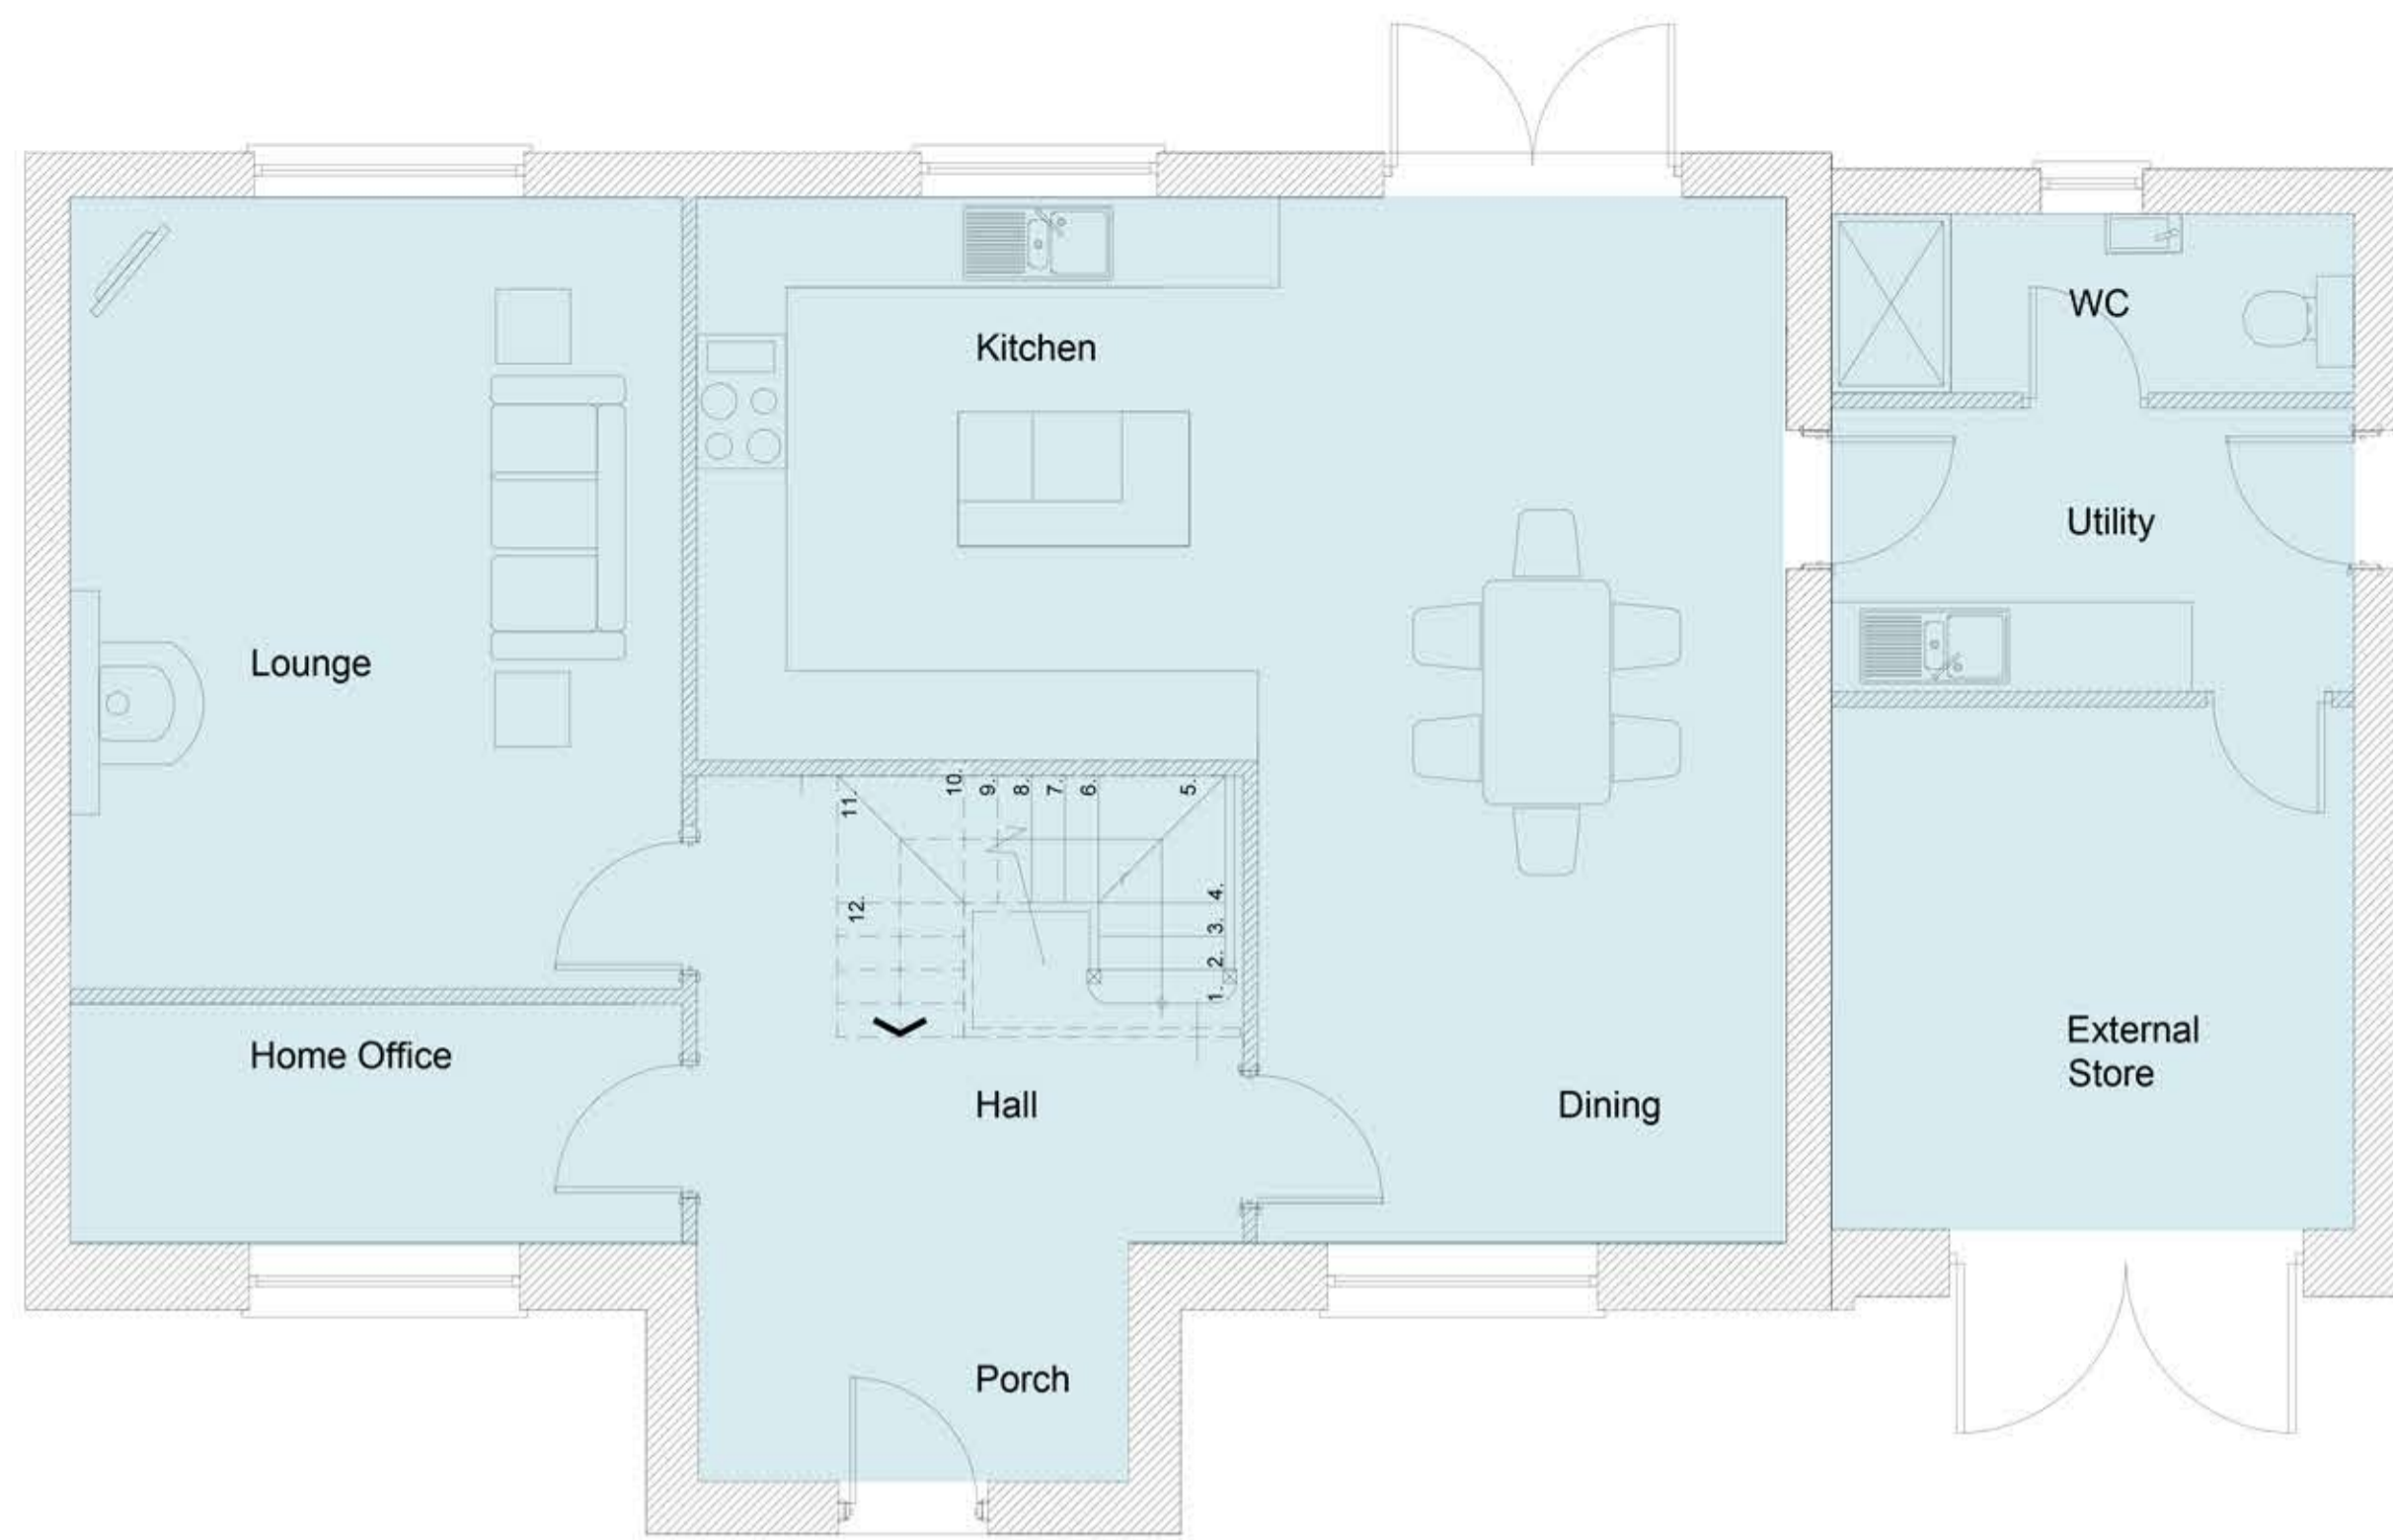 WC
Kitchen
Utility
Lounge
11.
10.
9.
8.
7.
6.
5.
12.
4.
3.
2.
1.
Home Office
Hall
Dining
External
Store
Porch